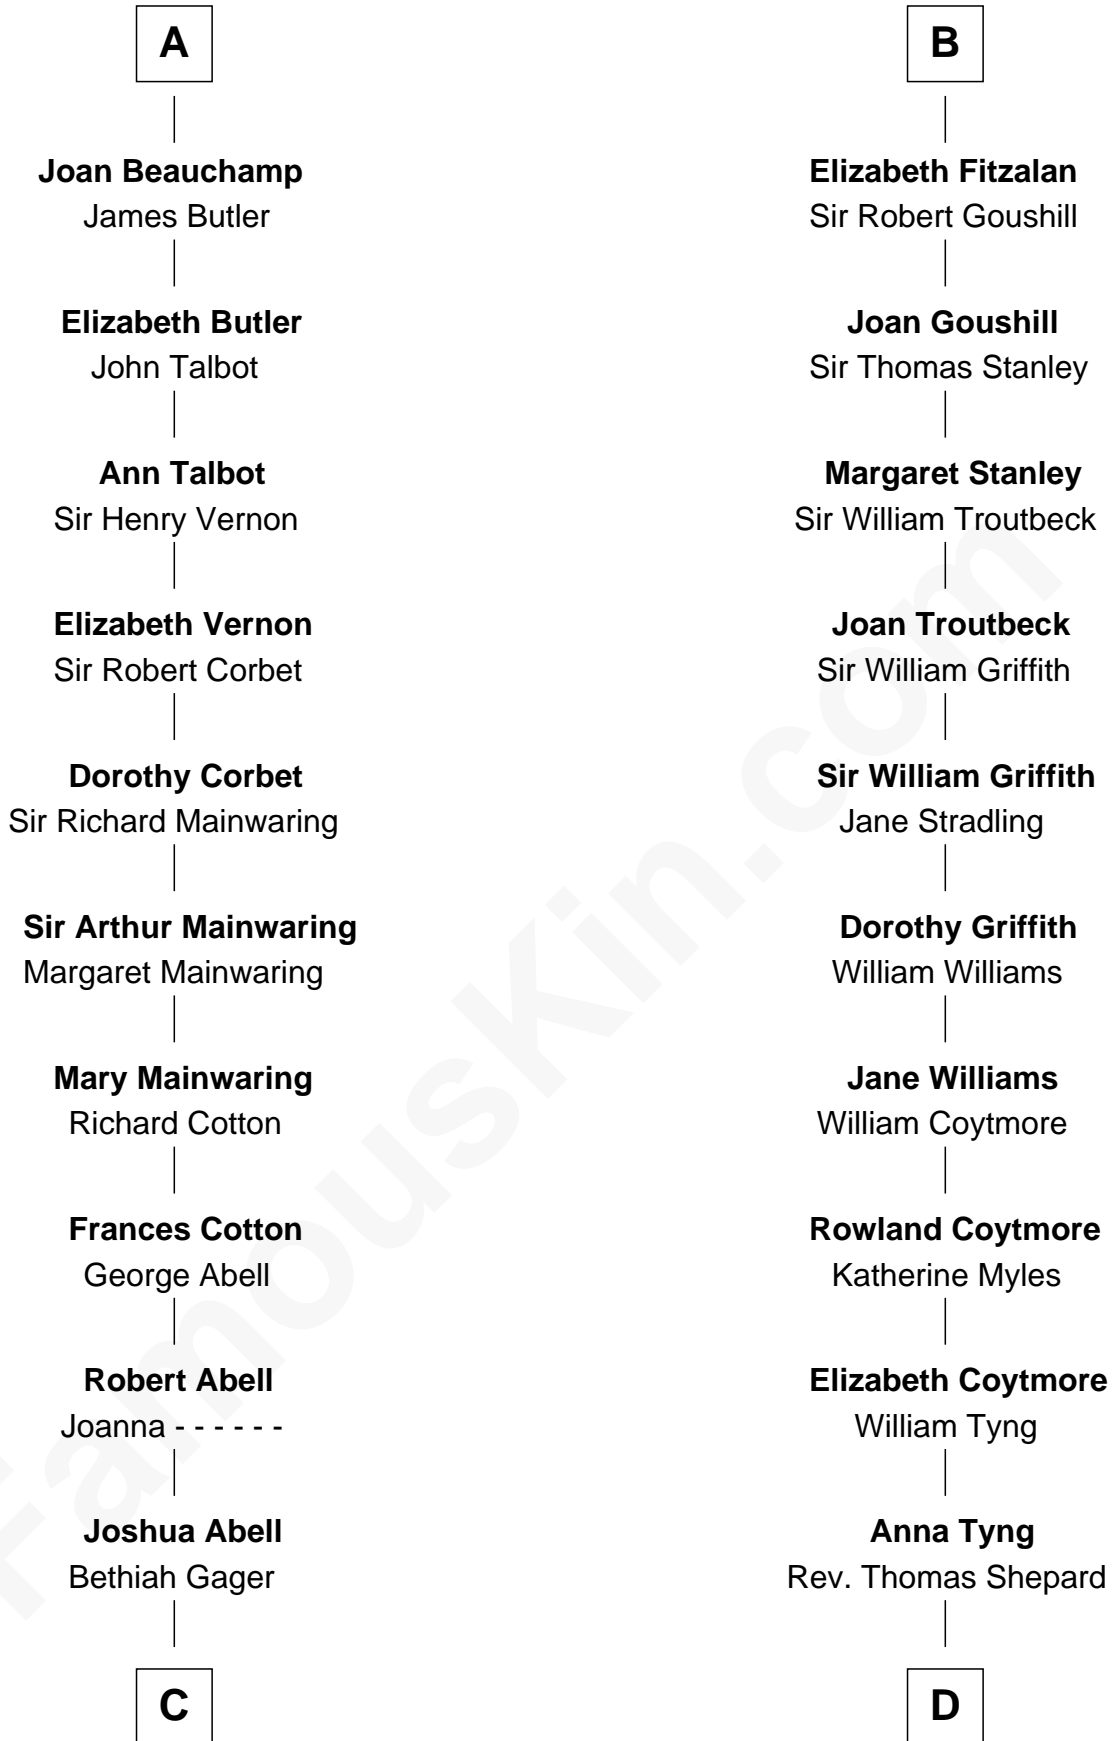 A
Joan Beauchamp
James Butler
Elizabeth Butler
John Talbot
Ann Talbot
Sir Henry Vernon
Elizabeth Vernon
Sir Robert Corbet
Dorothy Corbet
Sir Richard Mainwaring
Sir Arthur Mainwaring
Margaret Mainwaring
Mary Mainwaring
Richard Cotton
Frances Cotton
George Abell
Robert Abell
Joanna - - - - - -
Joshua Abell
Bethiah Gager
C
B
Elizabeth Fitzalan
Sir Robert Goushill
Joan Goushill
Sir Thomas Stanley
Margaret Stanley
Sir William Troutbeck
Joan Troutbeck
Sir William Griffith
Sir William Griffith
Jane Stradling
Dorothy Griffith
William Williams
Jane Williams
William Coytmore
Rowland Coytmore
Katherine Myles
Elizabeth Coytmore
William Tyng
Anna Tyng
Rev. Thomas Shepard
D
FamousKin.com